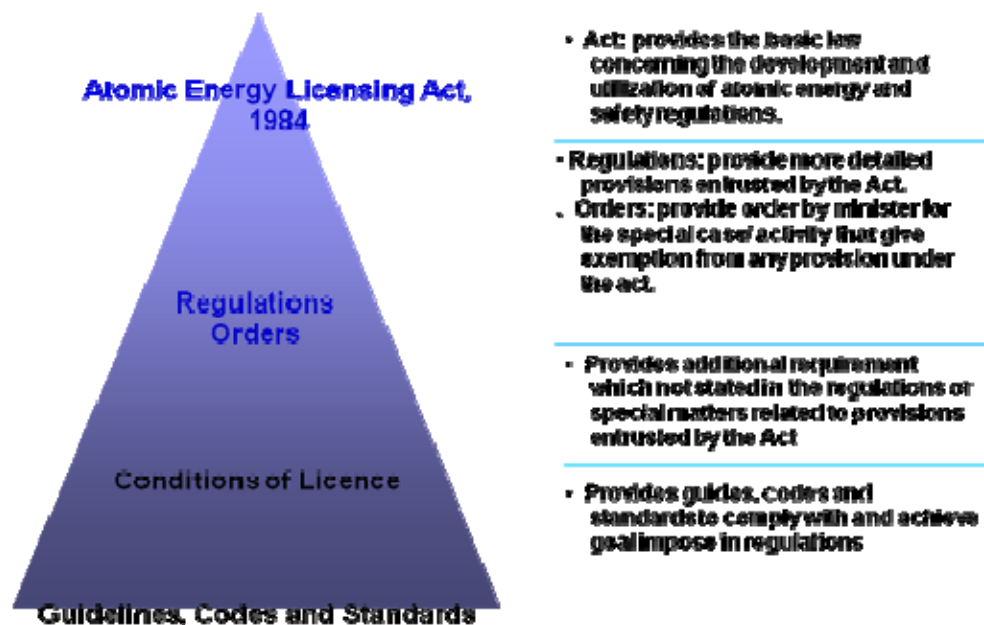 Atomic Energy Licensing Act,
1984
Regulations
Orders
Conditions of Licence
Guidelines, Codes and Standards
• Act: provides the basic law
concerning the development and
utilization of atomic energy and
safety regulations.
• Regulations: provide more detailed
provisions entrusted by the Act.
. Orders: provide order by minister for
the special case/ activity that give
exemption from any provision under
the act.
• Provides additional requirement
which not stated in the regulations or
special matters related to provisions
entrusted by the Act
• Provides guides, codes and
standards to comply with and achieve
goal impose in regulations